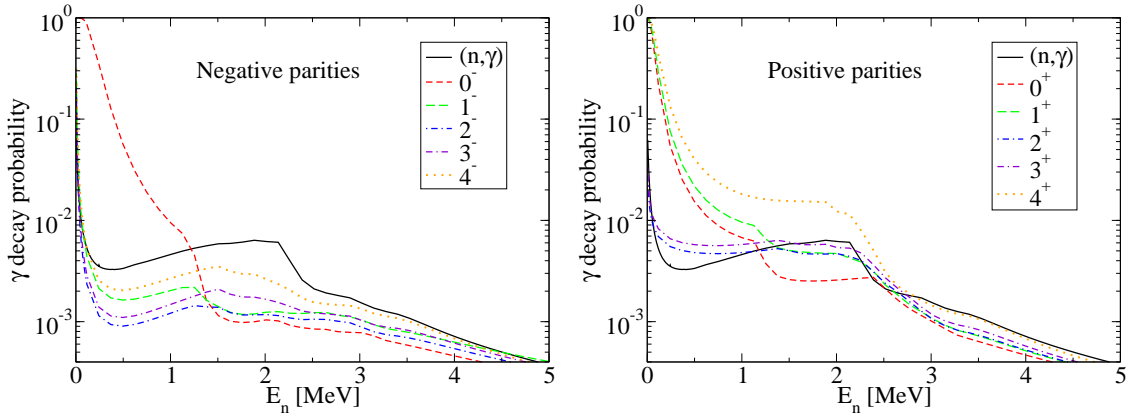 γ decay probability
10^0
10^-1
10^-2
10^-3
Negative parities
(n,γ)
0^-
1^-
2^-
3^-
4^-
0 1 2 3 4 5
E_n [MeV]
γ decay probability
10^0
10^-1
10^-2
10^-3
Positive parities
(n,γ)
0^+
1^+
2^+
3^+
4^+
0 1 2 3 4 5
E_n [MeV]